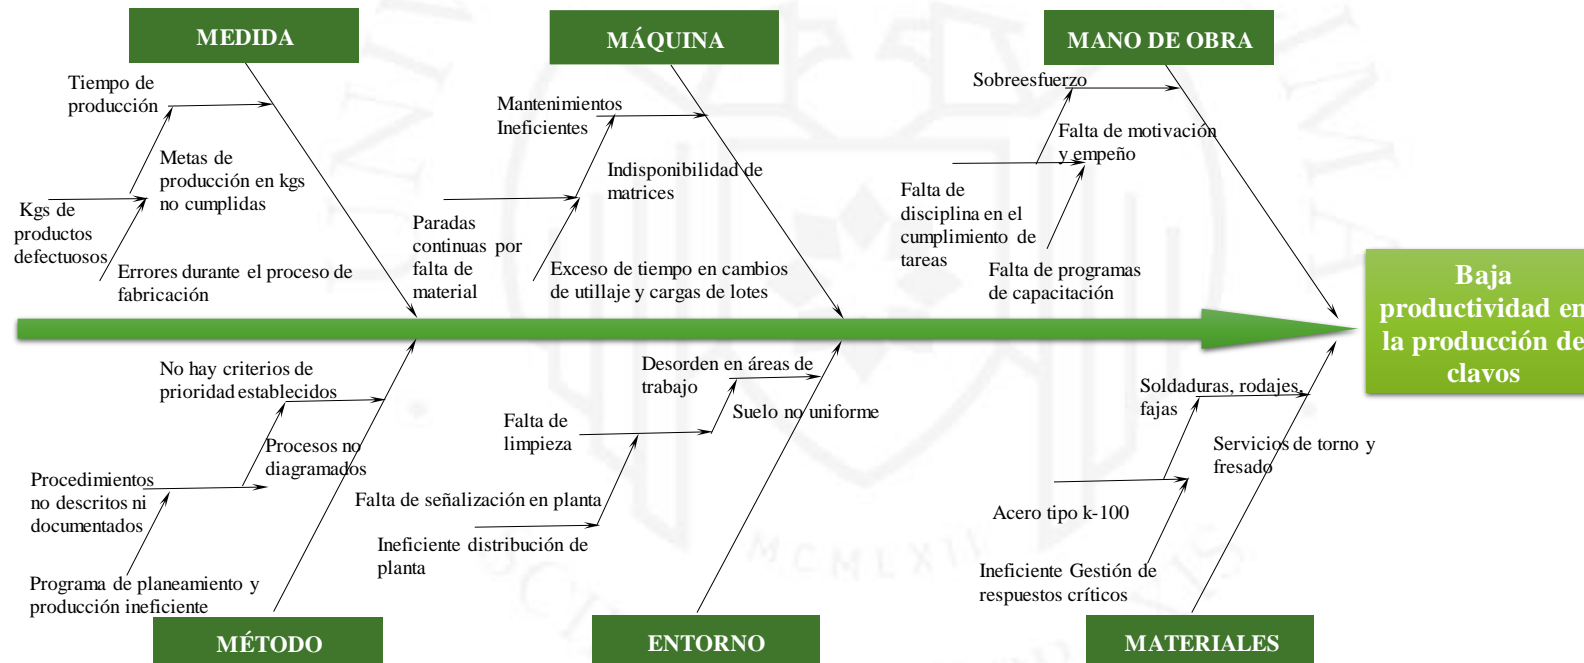 MEDIDA
MÁQUINA
MANO DE OBRA
Tiempo de
producción
Metas de
producción en kgs
no cumplidas
Kgs de
productos
defectuosos
Errores durante el proceso de
fabricación
Mantenimientos
Ineficientes
Indisponibilidad de
matrices
Paradas
continuas por
falta de
material
Exceso de tiempo en cambios
de utillaje y cargas de lotes
Sobreesfuerzo
Falta de motivación
y empeño
Falta de
disciplina en el
cumplimiento de
tareas
Falta de programas
de capacitación
Baja
productividad en
la producción de
clavos
No hay criterios de
prioridad establecidos
Procesos no
diagramados
Procedimientos
no descritos ni
documentados
Programa de planeamiento y
producción ineficiente
Desorden en áreas de
trabajo
Suelo no uniforme
Falta de
limpieza
Falta de señalización en planta
Ineficiente distribución de
planta
Soldaduras, rodajes,
fajas
Servicios de torno y
fresado
Acero tipo k-100
Ineficiente Gestión de
respuestos críticos
MÉTODO
ENTORNO
MATERIALES
MCMLXII